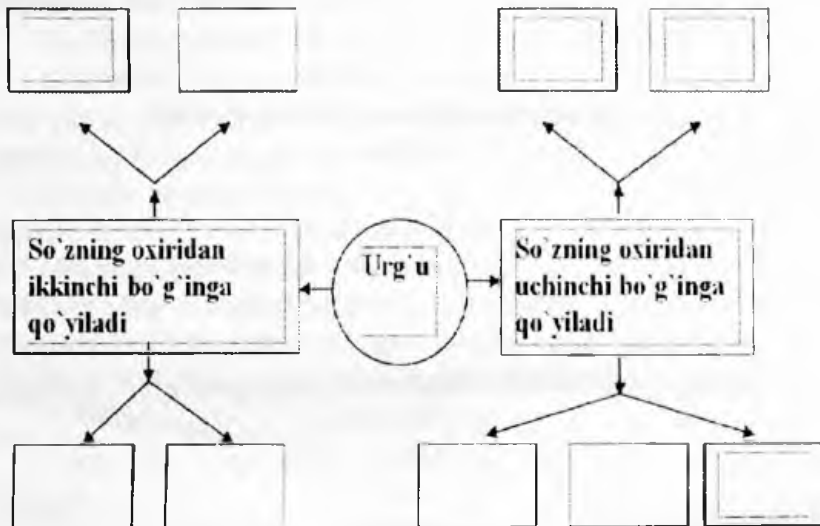 So`zning oxiridan
ikkinchi bo`g`inga
qo`yiladi
Urg`u
So`zning oxiridan
uchinchi bo`g`inga
qo`yiladi